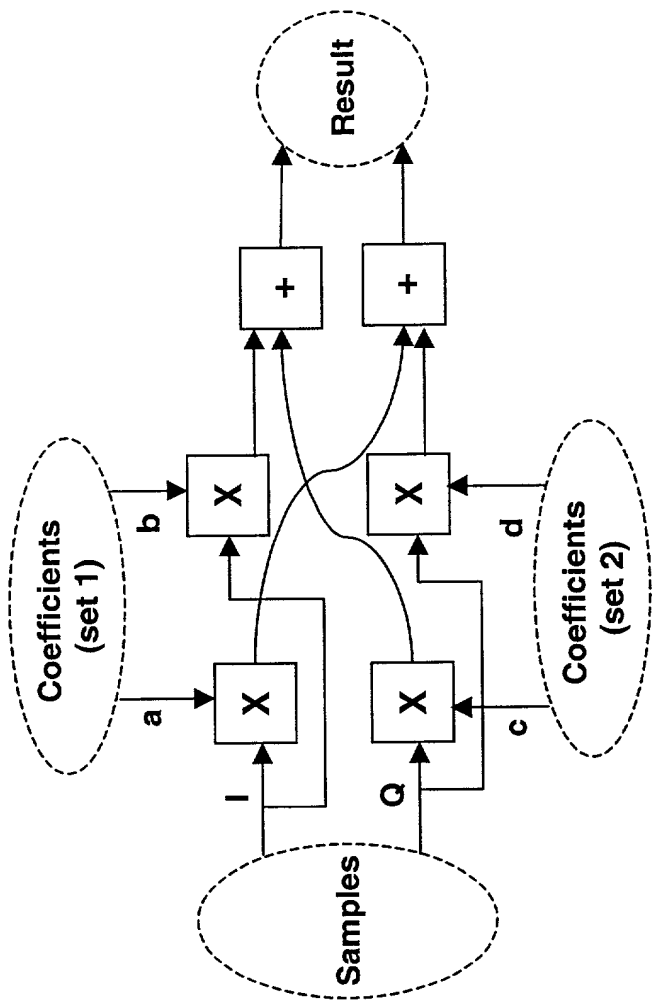 Coefficients
(set 1)
a
b
I
X
X
+
Samples
Result
Q
X
X
+
c
d
Coefficients
(set 2)